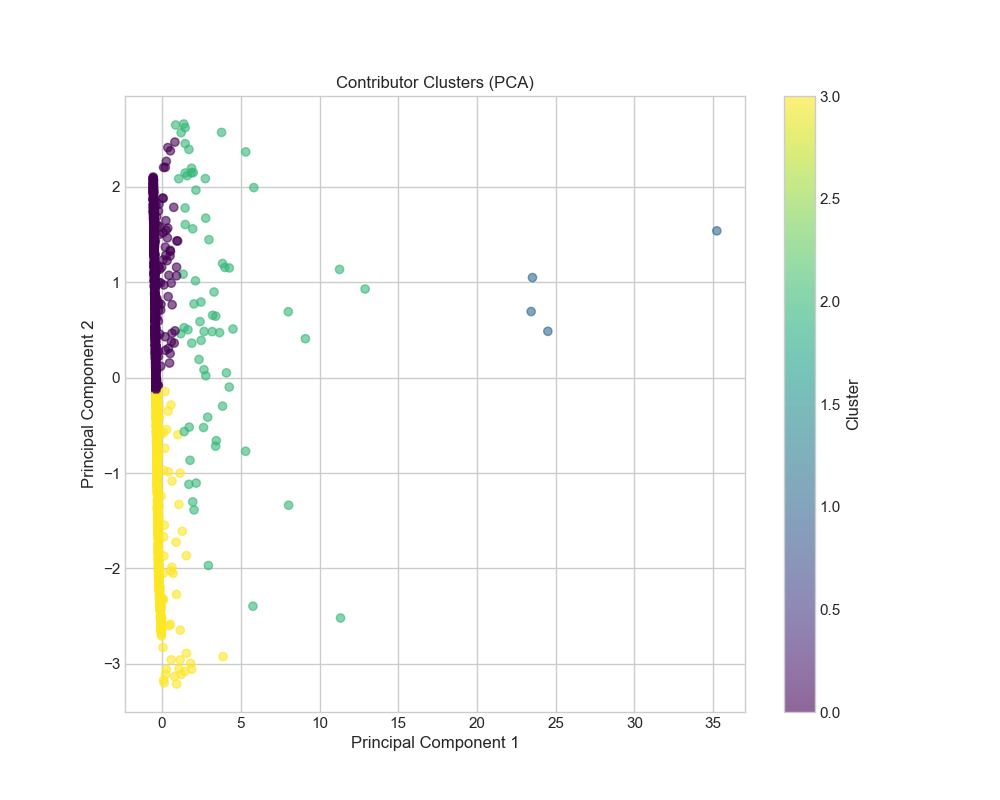 Contributor Clusters (PCA)
Principal Component 2
2
1
0
−1
−2
−3
0 5 10 15 20 25 30 35
Principal Component 1
3.0
2.5
2.0
1.5
1.0
0.5
0.0
Cluster